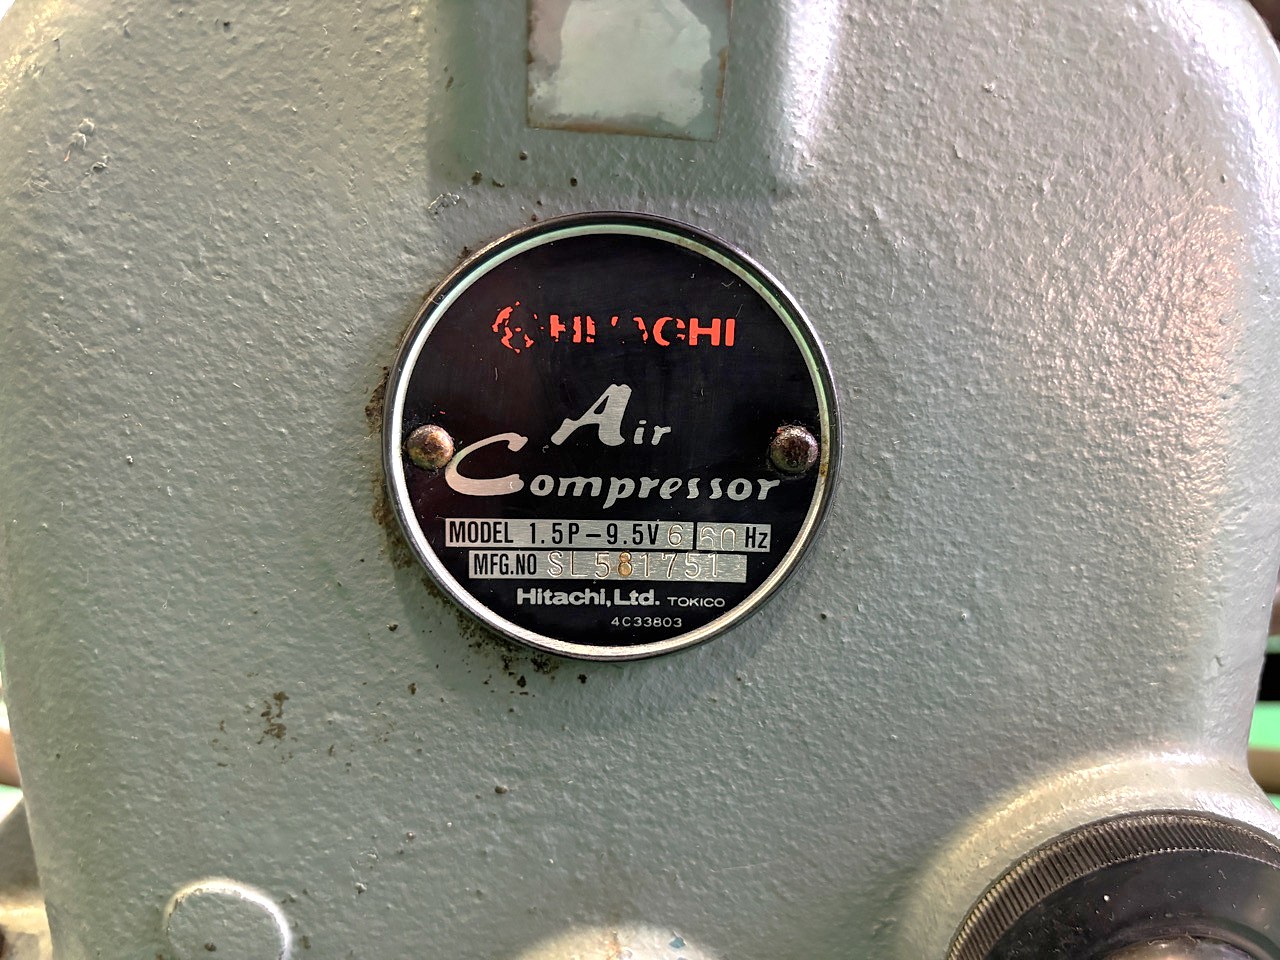 HITACHI
Air
Compressor
MODEL 1.5P-9.5V6 60 Hz
MFG.NO SL581751
Hitachi, Ltd. TOKICO
4C33803